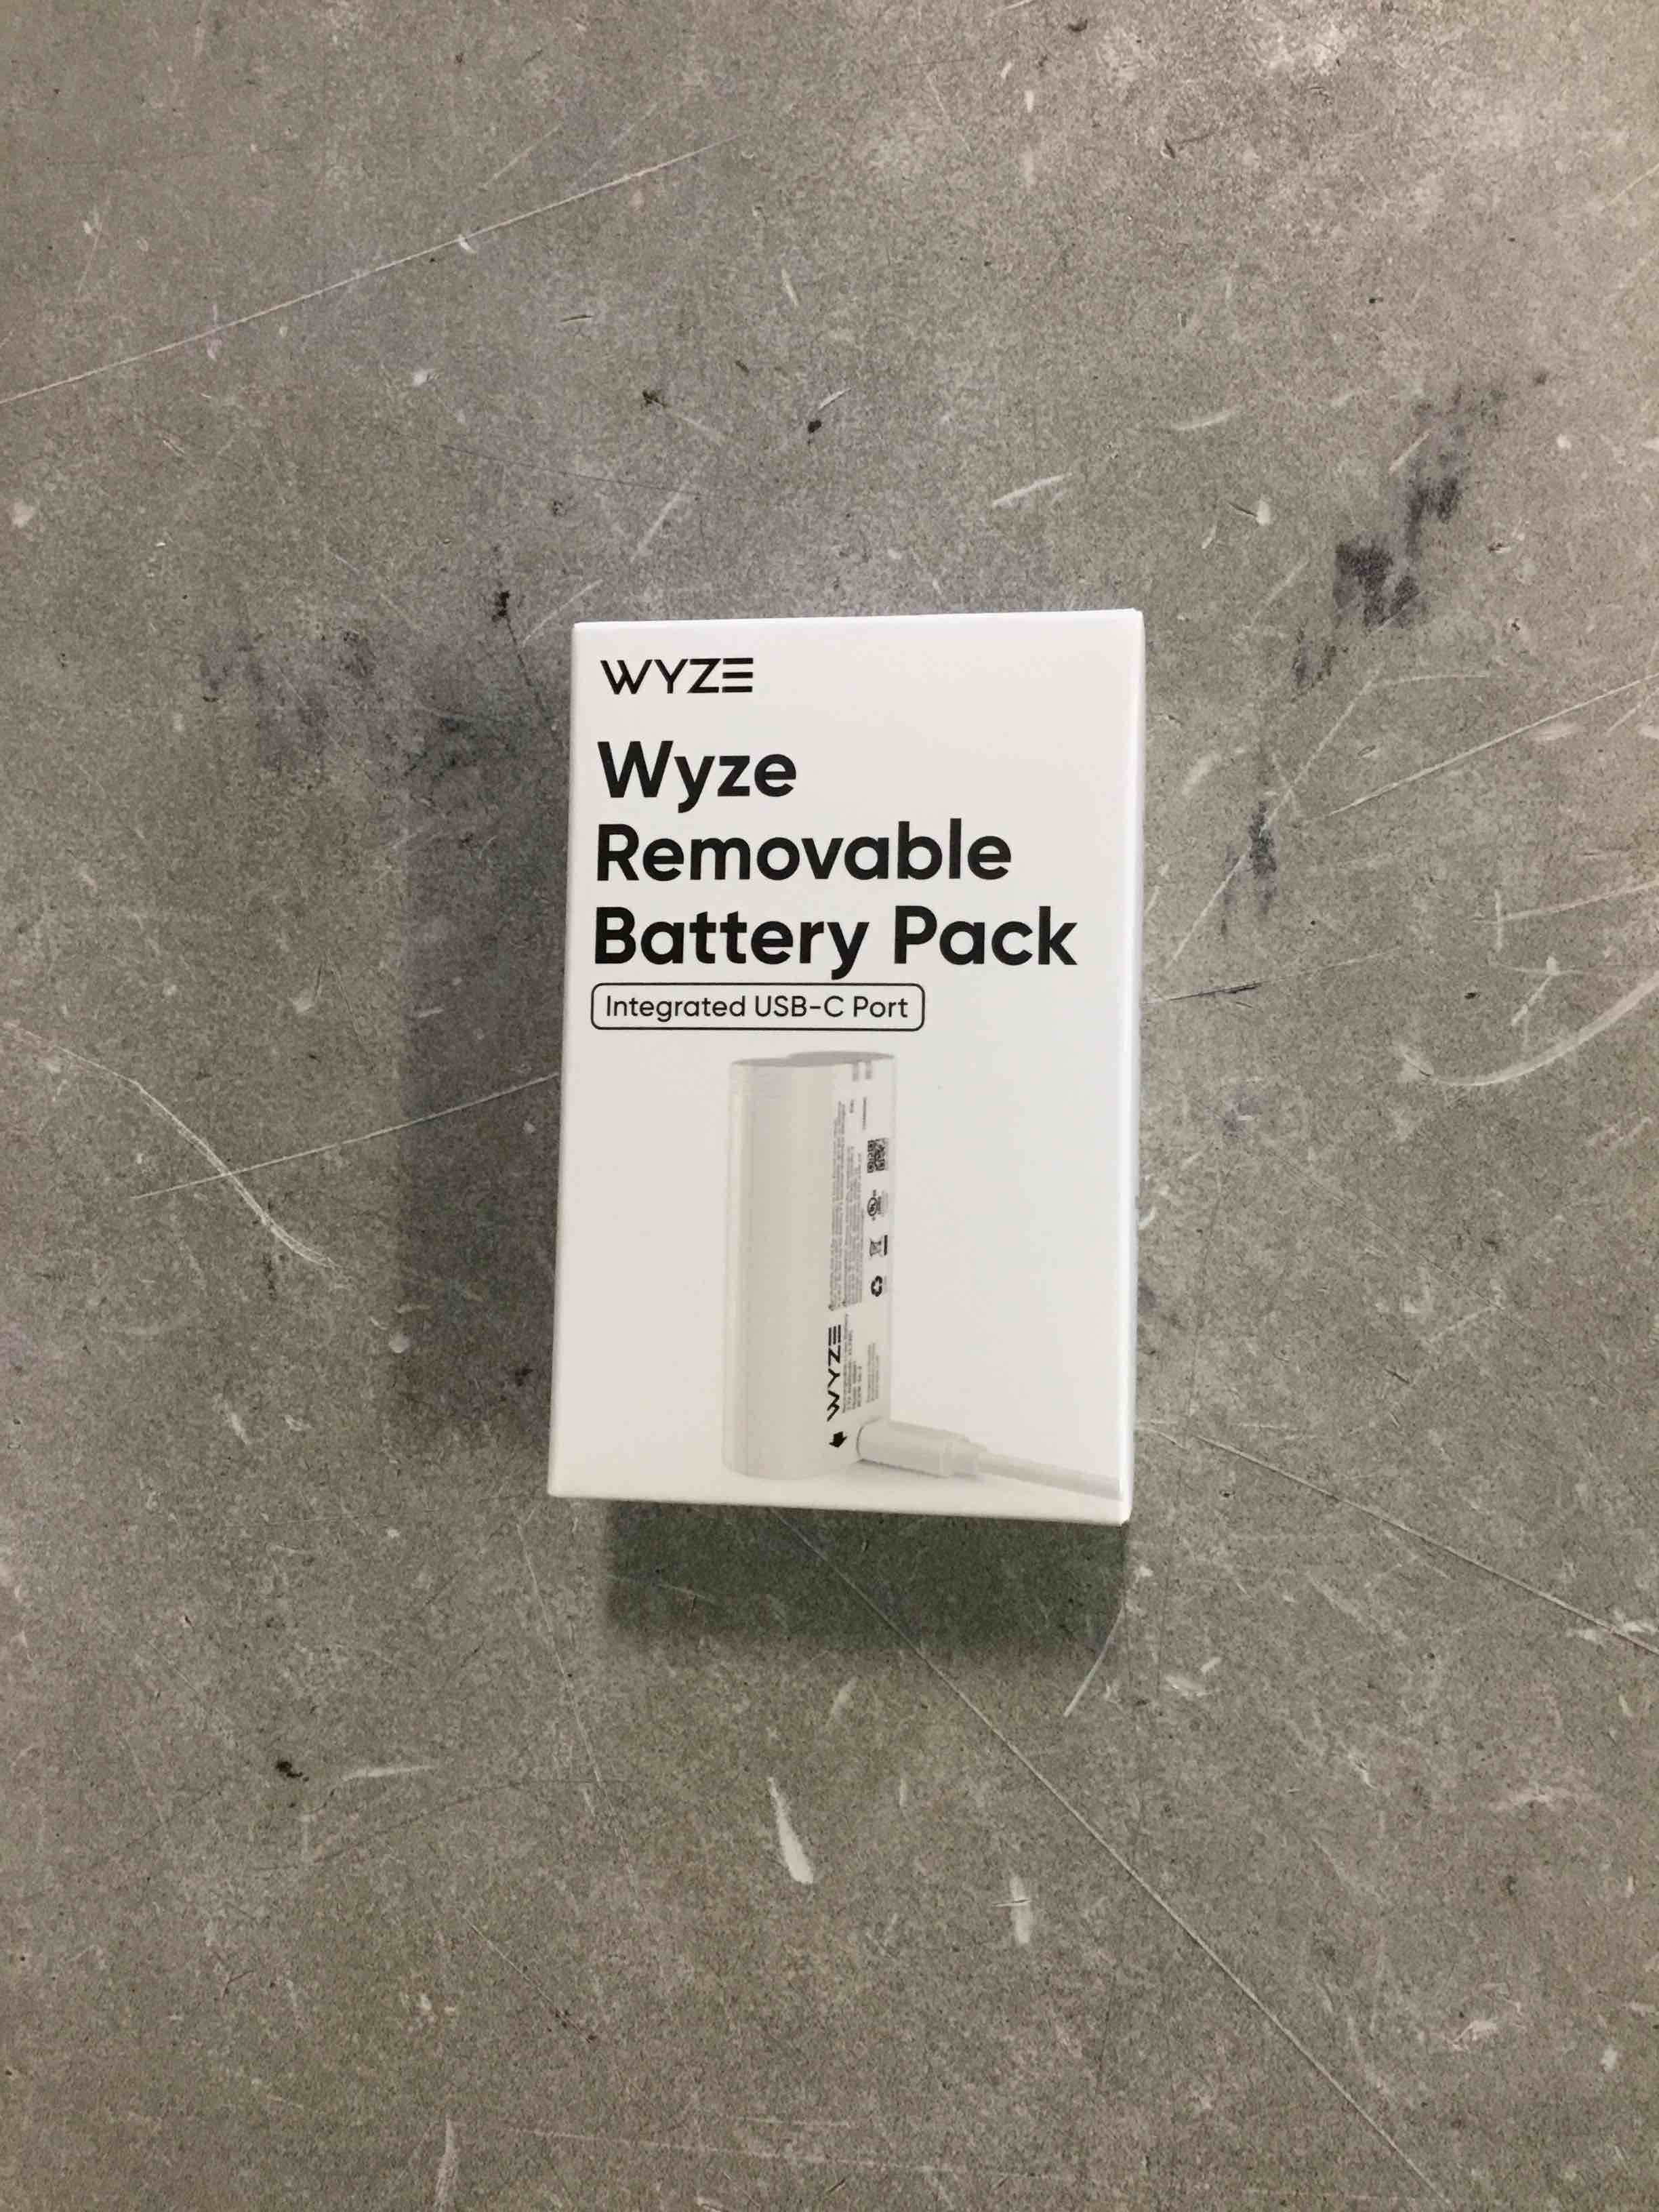 WYZE
Wyze
Removable
Battery Pack
Integrated USB-C Port
WYZE